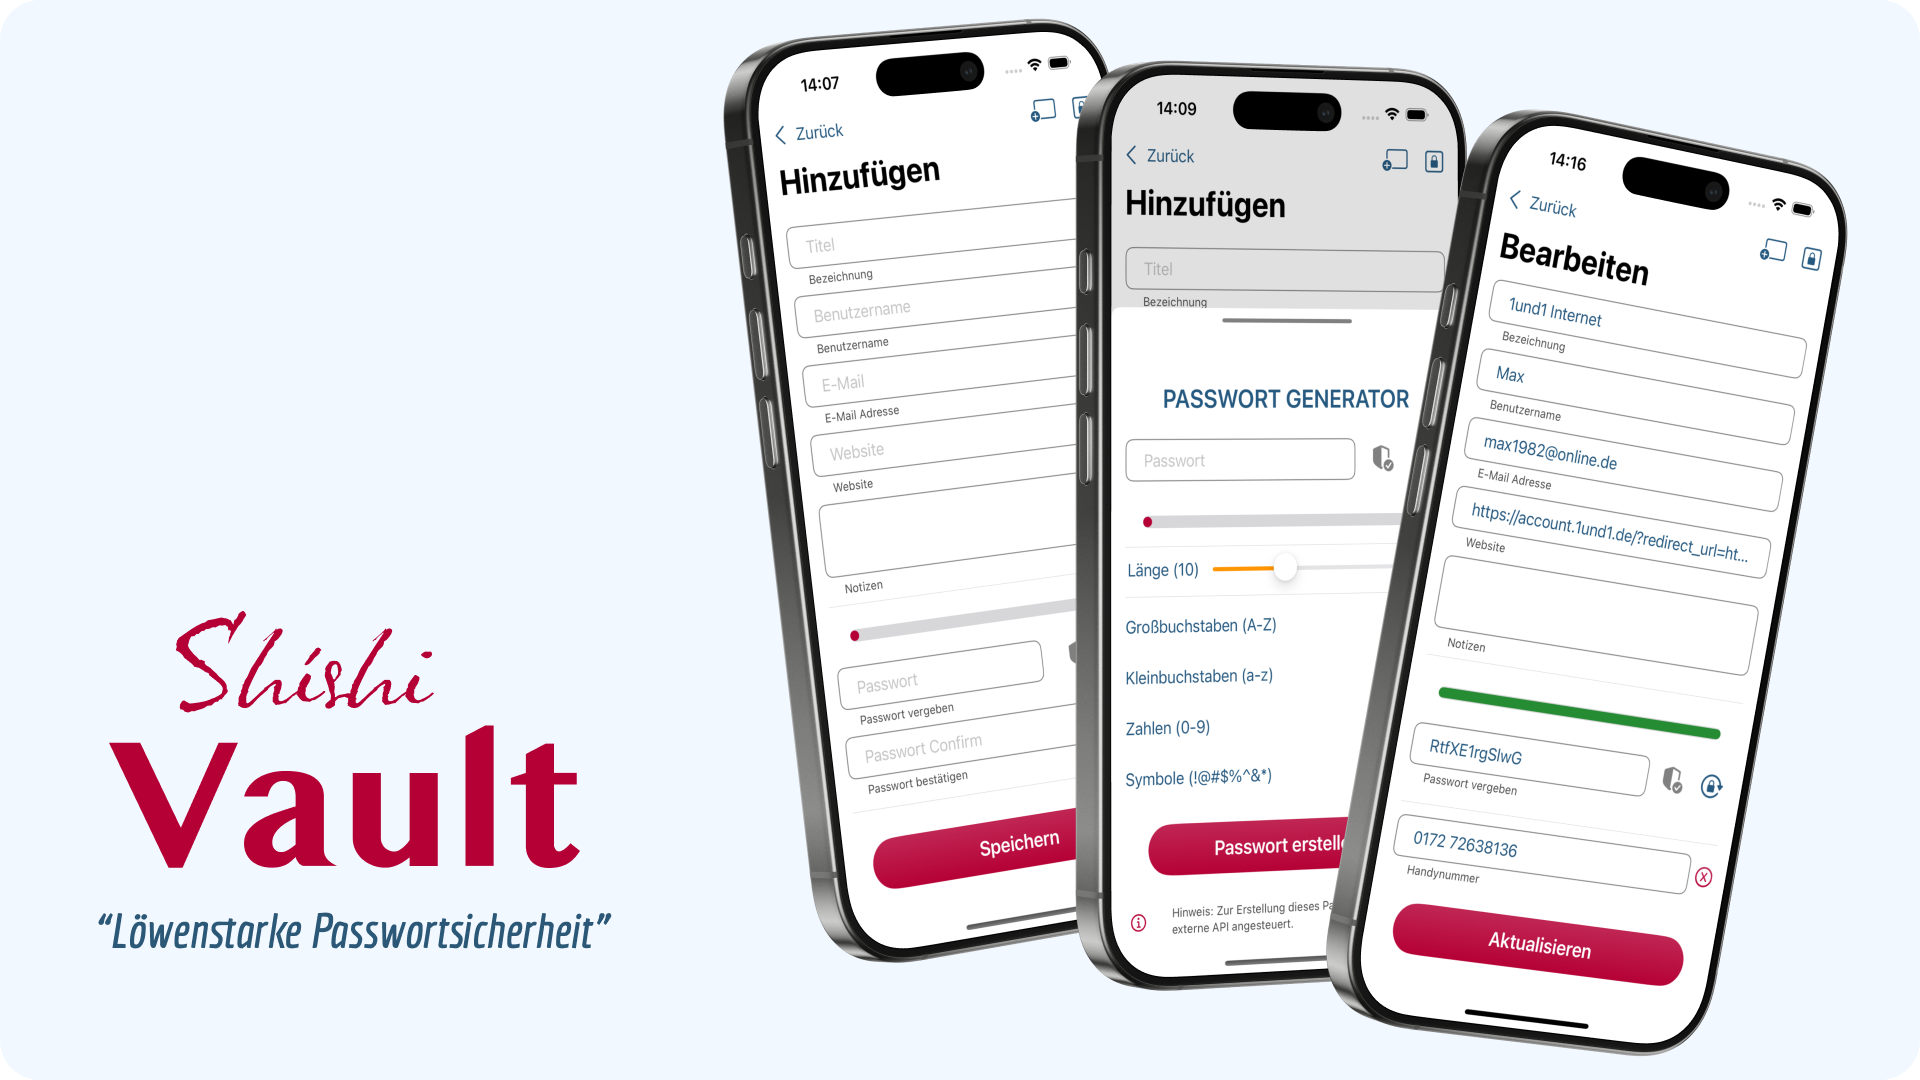 Shishi
Vault
“Löwenstarke Passwortsicherheit”
14:07
Zurück
Hinzufügen
Titel
Bezeichnung
Benutzername
Benutzername
E-Mail
E-Mail Adresse
Website
Website
Notizen
Passwort
Passwort vergeben
Passwort Confirm
Passwort bestätigen
Speichern
14:09
Zurück
Hinzufügen
Titel
Bezeichnung
PASSWORT GENERATOR
Passwort
Länge (10)
Großbuchstaben (A-Z)
Kleinbuchstaben (a-z)
Zahlen (0-9)
Symbole (!@#$%^&*)
Passwort erstelle
Hinweis: Zur Erstellung dieses Pa
externe API angesteuert.
14:16
Zurück
Bearbeiten
1und1 Internet
Bezeichnung
Max
Benutzername
max1982@online.de
E-Mail Adresse
https://account.1und1.de/?redirect_url=ht...
Website
Notizen
RtfXE1rgSlwG
Passwort vergeben
0172 72638136
Handynummer
Aktualisieren